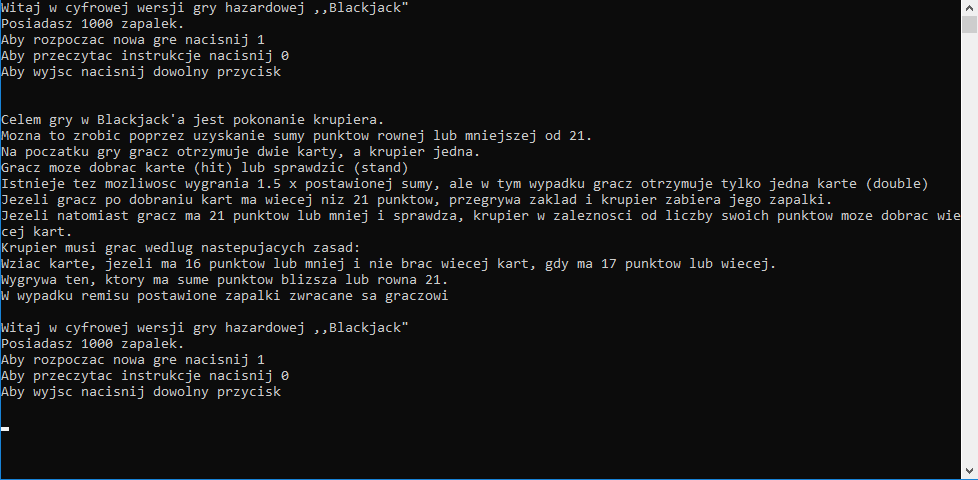 Witaj w cyfrowej wersji gry hazardowej ,,Blackjack"
Posiadasz 1000 zapalek.
Aby rozpoczac nowa gre nacisnij 1
Aby przeczytac instrukcje nacisnij 0
Aby wyjsc nacisnij dowolny przycisk
Celem gry w Blackjack'a jest pokonanie krupiera.
Mozna to zrobic poprzez uzyskanie sumy punktow rownej lub mniejszej od 21.
Na poczatku gry gracz otrzymuje dwie karty, a krupier jedna.
Gracz moze dobrac karte (hit) lub sprawdzic (stand)
Istnieje tez mozliwosc wygrania 1.5 x postawionej sumy, ale w tym wypadku gracz otrzymuje tylko jedna karte (double)
Jezeli gracz po dobraniu kart ma wiecej niz 21 punktow, przegrywa zaklad i krupier zabiera jego zapalki.
Jezeli natomiast gracz ma 21 punktow lub mniej i sprawdza, krupier w zaleznosci od liczby swoich punktow moze dobrac wie
cej kart.
Krupier musi grac wedlug nastepujacych zasad:
Wziac karte, jezeli ma 16 punktow lub mniej i nie brac wiecej kart, gdy ma 17 punktow lub wiecej.
Wygrywa ten, ktory ma sume punktow blizsza lub rowna 21.
W wypadku remisu postawione zapalki zwracane sa graczowi
Witaj w cyfrowej wersji gry hazardowej ,,Blackjack"
Posiadasz 1000 zapalek.
Aby rozpoczac nowa gre nacisnij 1
Aby przeczytac instrukcje nacisnij 0
Aby wyjsc nacisnij dowolny przycisk